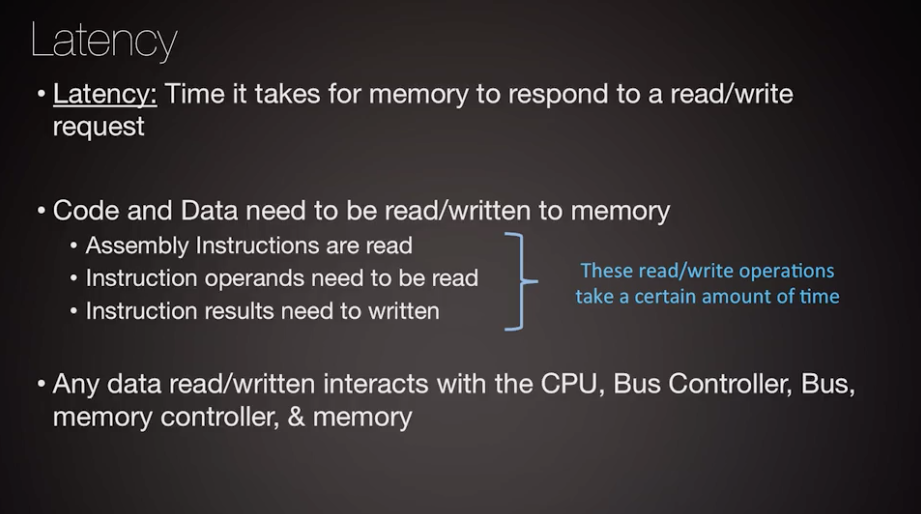 Latency
• Latency: Time it takes for memory to respond to a read/write
request
• Code and Data need to be read/written to memory
• Assembly Instructions are read
• Instruction operands need to be read
• Instruction results need to written
These read/write operations
take a certain amount of time
• Any data read/written interacts with the CPU, Bus Controller, Bus,
memory controller, & memory